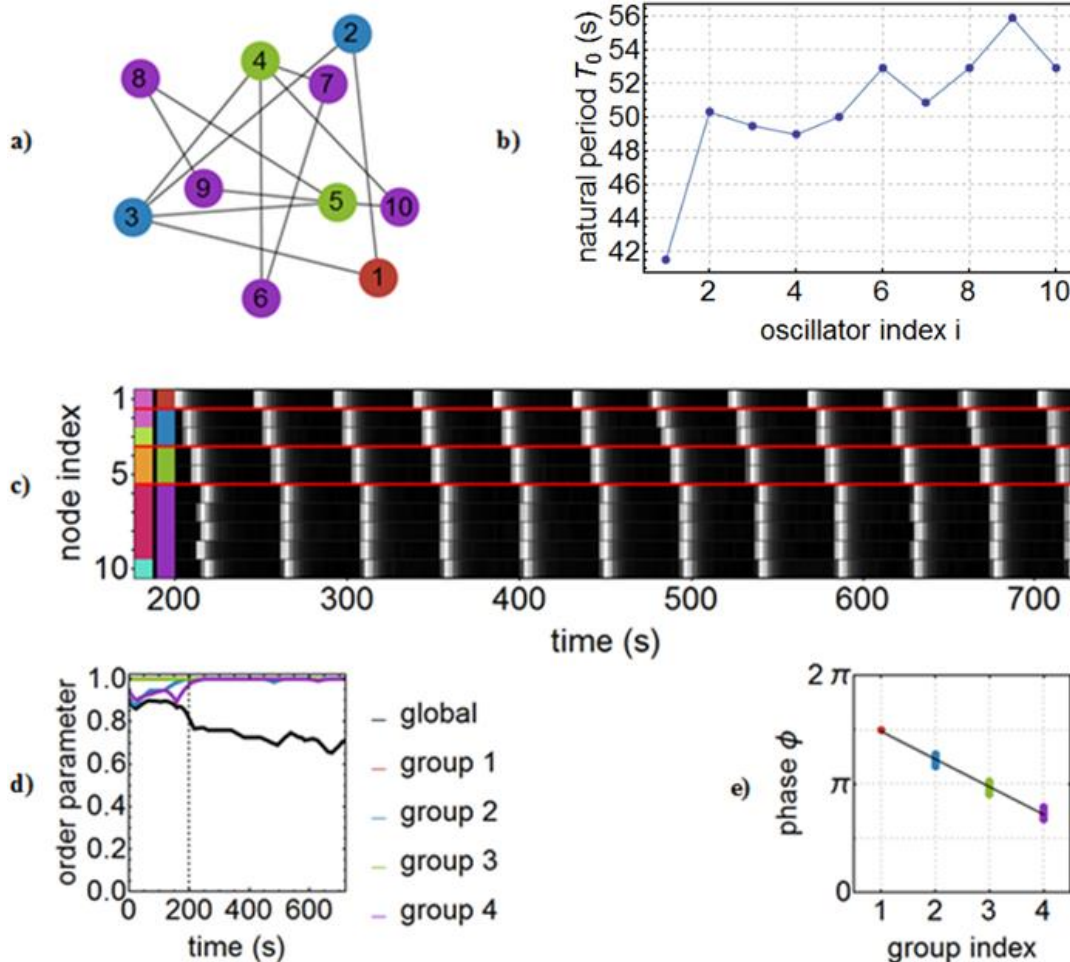 a)
2
4
8
7
9
5
10
3
1
6
b)
natural period T₀ (s)
56
54
52
50
48
46
44
42
2 4 6 8 10
oscillator index i
c)
node index
1
5
10
200 300 400 500 600 700
time (s)
d)
order parameter
1.0
0.8
0.6
0.4
0.2
0.0
0 200 400 600
time (s)
global
group 1
group 2
group 3
group 4
e)
phase ϕ
2 π
π
0
1 2 3 4
group index